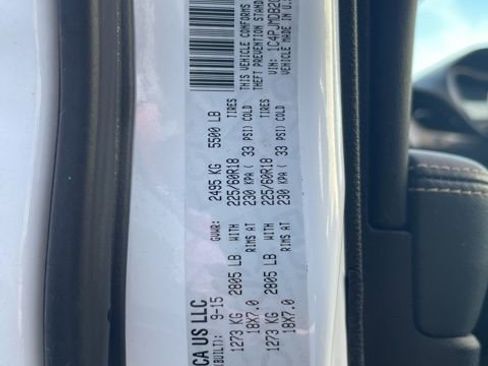 CA US LLC
(BUILT): 9-15 GVWR: 2495 KG 5500 LB
1273 KG 2805 LB WITH 225/60R18 TIRES
18X7.0 RIMS AT 230 KPA ( 33 PSI) COLD
1273 KG 2805 LB WITH 225/60R18 TIRES
18X7.0 RIMS AT 230 KPA ( 33 PSI) COLD
THIS VEHICLE CONFORMS
THEFT PREVENTION STAND
VIN: 1C4PJMDB2
VEHICLE MADE IN U.